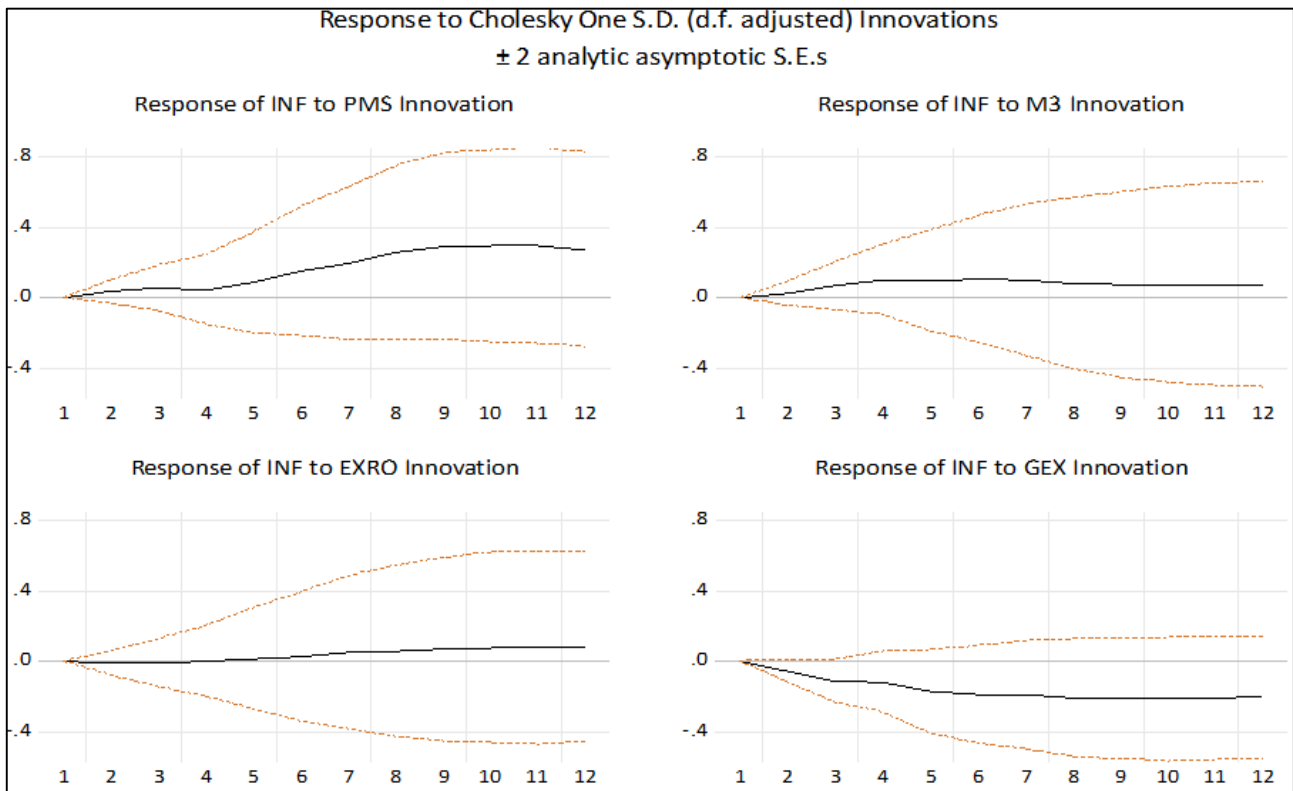 Response to Cholesky One S.D. (d.f. adjusted) Innovations
± 2 analytic asymptotic S.E.s
Response of INF to PMS Innovation
.8
.4
.0
-.4
1 2 3 4 5 6 7 8 9 10 11 12
Response of INF to M3 Innovation
.8
.4
.0
-.4
1 2 3 4 5 6 7 8 9 10 11 12
Response of INF to EXRO Innovation
.8
.4
.0
-.4
1 2 3 4 5 6 7 8 9 10 11 12
Response of INF to GEX Innovation
.8
.4
.0
-.4
1 2 3 4 5 6 7 8 9 10 11 12